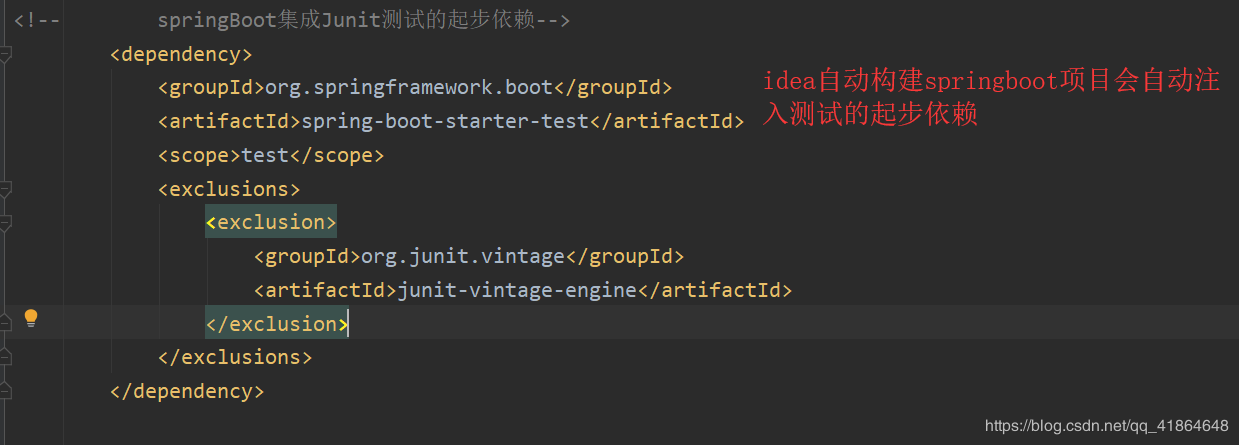 <!--        springBoot集成Junit测试的起步依赖-->
<dependency>
<groupId>org.springframework.boot</groupId>
idea自动构建springboot项目会自动注
入测试的起步依赖
<artifactId>spring-boot-starter-test</artifactId>
<scope>test</scope>
<exclusions>
<exclusion>
<groupId>org.junit.vintage</groupId>
<artifactId>junit-vintage-engine</artifactId>
</exclusion>
</exclusions>
</dependency>
https://blog.csdn.net/qq_41864648